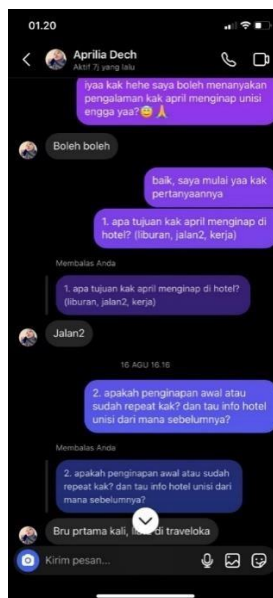 01.20
Aprilia Dech
Aktif 7j yang lalu
iyaa kak hehe saya boleh menanyakan
pengalaman kak april menginap unisi
engga yaa?😅🙏
Boleh boleh
baik, saya mulai yaa kak
pertanyaannya
1. apa tujuan kak april menginap di
hotel? (liburan, jalan2, kerja)
Membalas Anda
1. apa tujuan kak april menginap di hotel?
(liburan, jalan2, kerja)
Jalan2
16 AGU 16.16
2. apakah penginapan awal atau
sudah repeat kak? dan tau info hotel
unisi dari mana sebelumnya?
Membalas Anda
2. apakah penginapan awal atau sudah
repeat kak? dan tau info hotel unisi dari
mana sebelumnya?
Bru prtama kali, di traveloka
Kirim pesan...